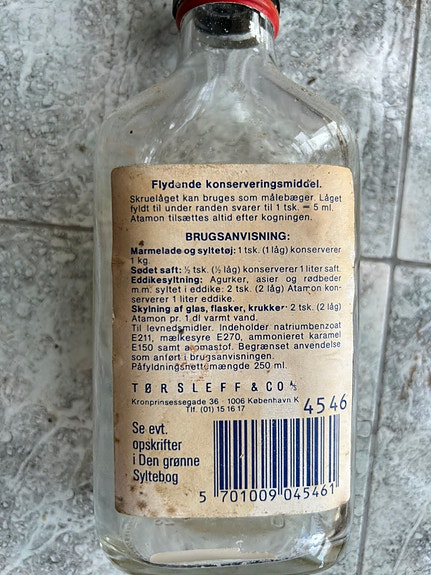 Flydende konserveringsmiddel.
Skruelåget kan bruges som målebæger. Låget
fyldt til under randen svarer til 1 tsk. = 5 ml.
Atamon tilsættes altid efter kogningen.
BRUGSANVISNING:
Marmelade og syltetøj: 1 tsk. (1 låg) konserverer
1 kg.
Sødet saft: ½ tsk. (½ låg) konserverer 1 liter saft.
Eddikesyltning: Agurker, asier og rødbeder
m.m. syltet i eddike: 2 tsk. (2 låg) Atamon kon-
serverer 1 liter eddike.
Skylning af glas, flasker, krukker: 2 tsk. (2 låg)
Atamon pr. 1 dl varmt vand.
Til levnedsmidler. Indeholder natriumbenzoat
E211, mælkesyre E270, ammonieret karamel
E150 samt aromastof. Begrænset anvendelse
som anført i brugsanvisningen.
Påfyldningsnettomængde 250 ml.
TØRSLEFF & CO A/S
Kronprinsessegade 36 - 1006 København K
Tlf. (01) 15 16 17
4546
Se evt.
opskrifter
i Den grønne
Syltebog
5 701009 045461